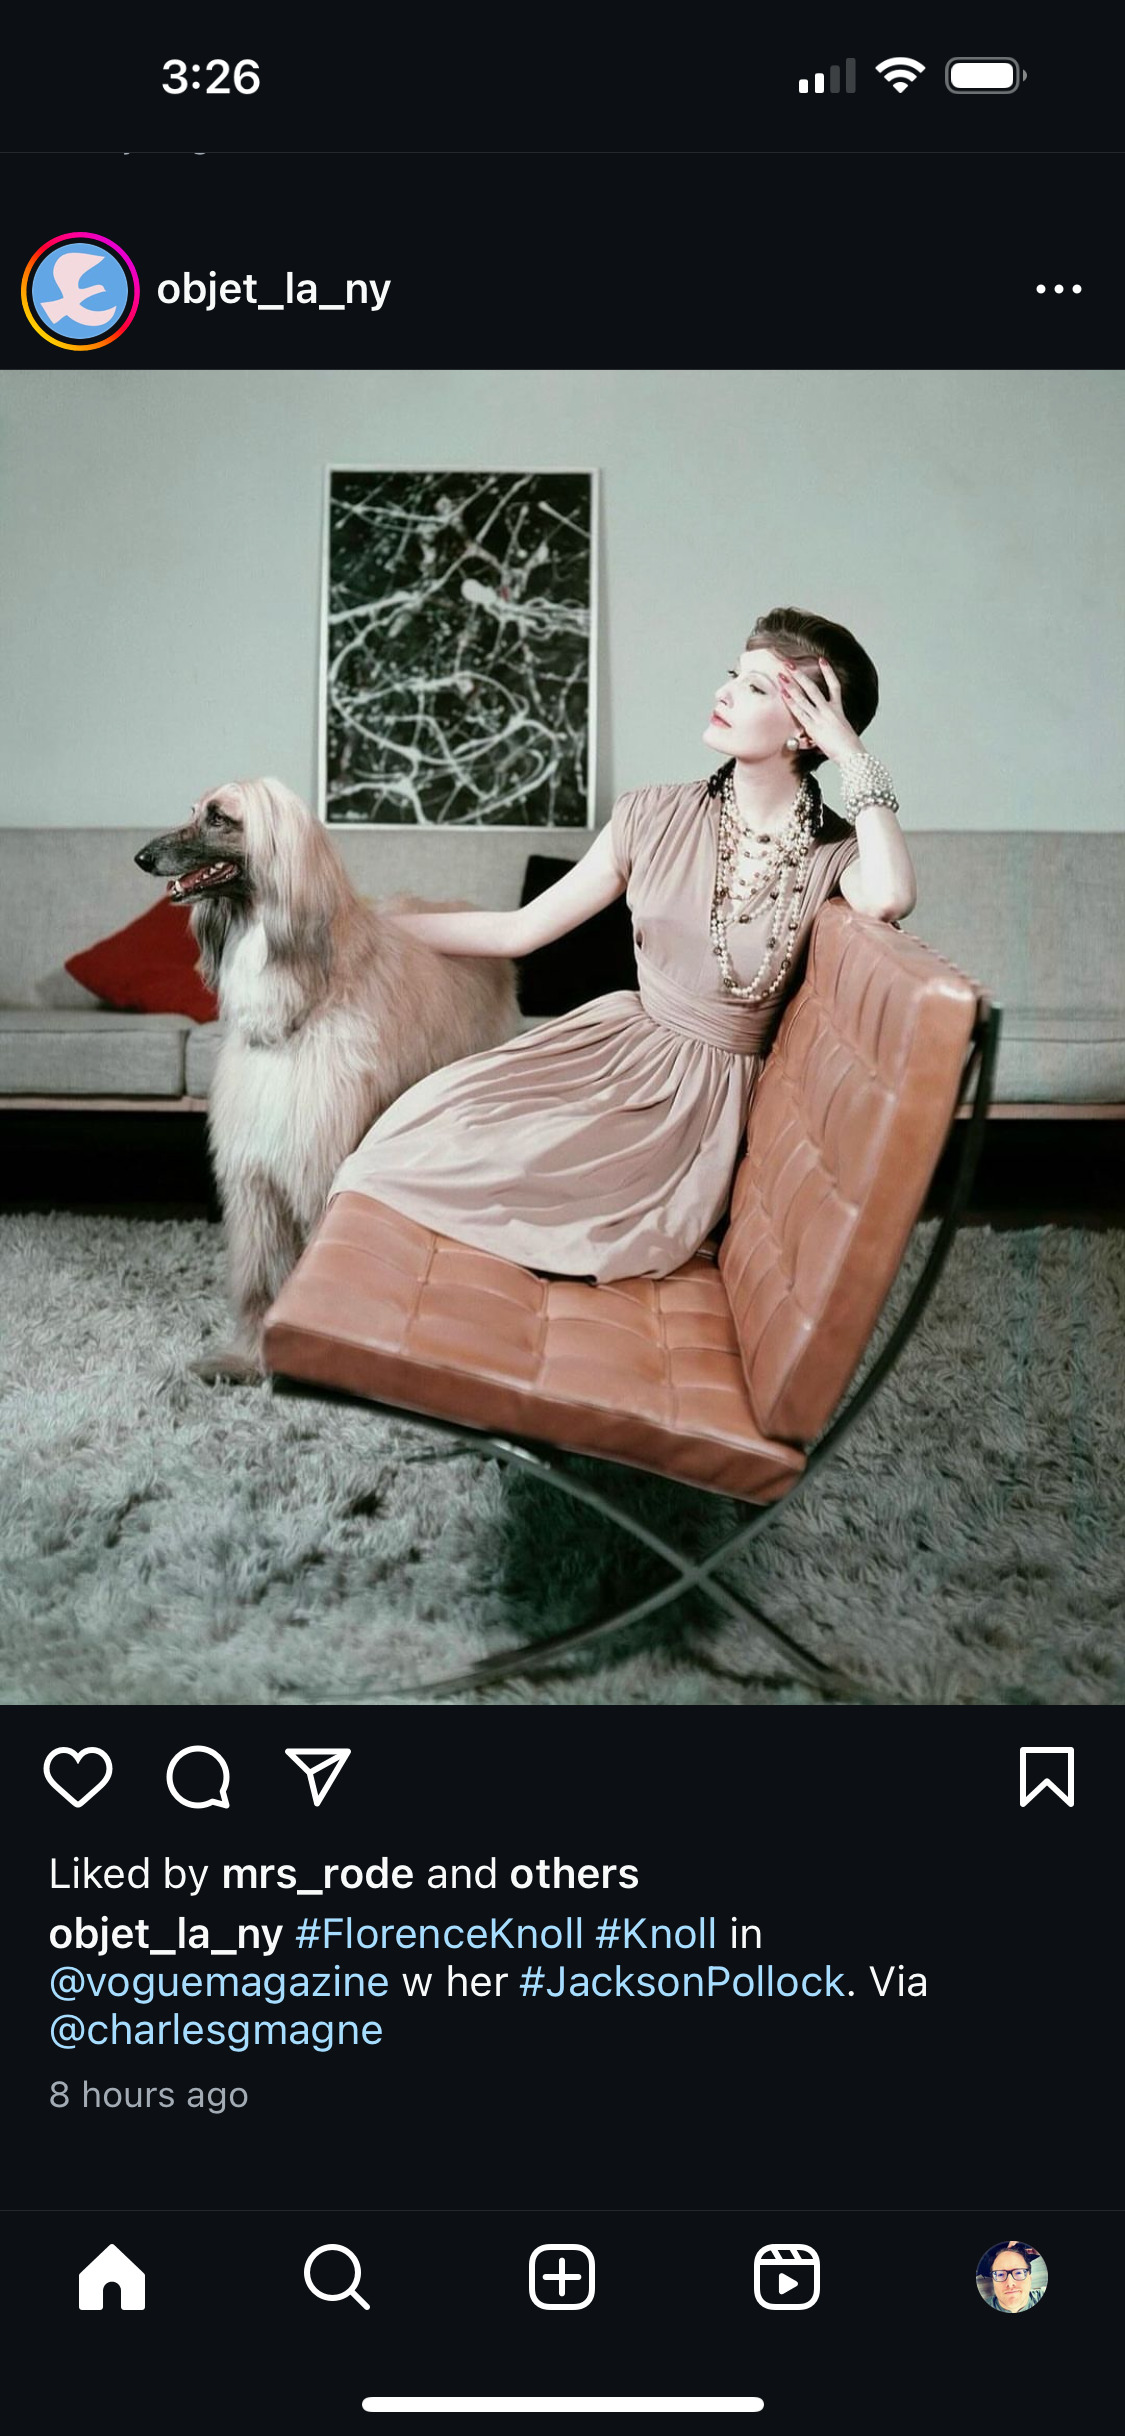 3:26
objet_la_ny
Liked by mrs_rode and others
objet_la_ny #FlorenceKnoll #Knoll in
@voguemagazine w her #JacksonPollock. Via
@charlesgmagne
8 hours ago